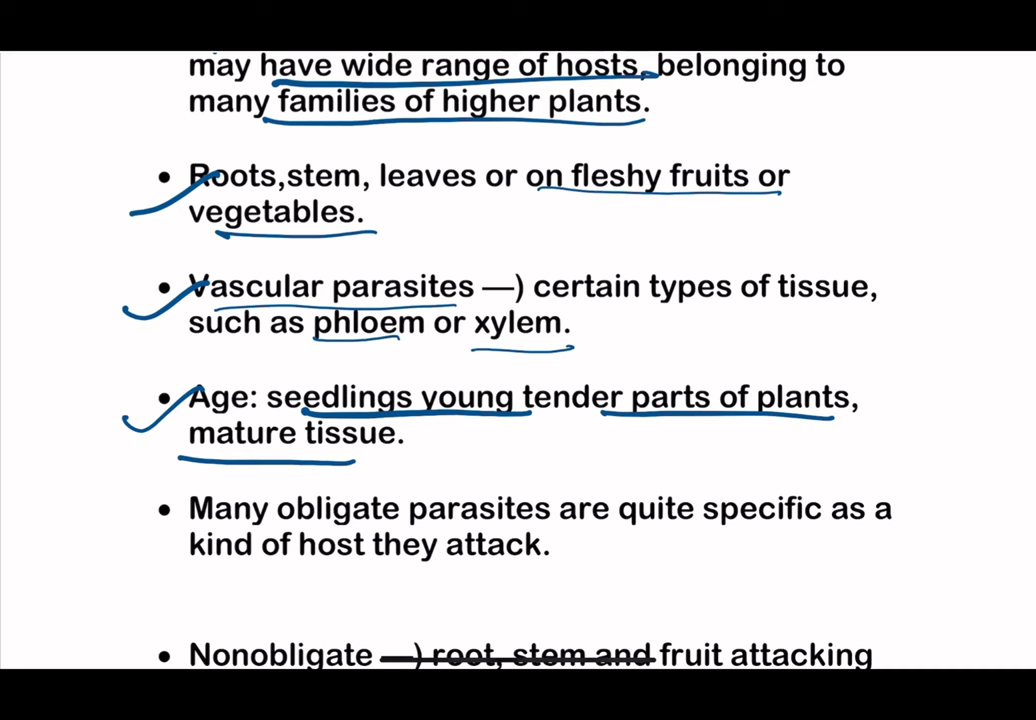 may have wide range of hosts, belonging to
many families of higher plants.
• Roots,stem, leaves or on fleshy fruits or
vegetables.
• Vascular parasites —) certain types of tissue,
such as phloem or xylem.
• Age: seedlings young tender parts of plants,
mature tissue.
• Many obligate parasites are quite specific as a
kind of host they attack.
• Nonobligate —) root, stem and fruit attacking